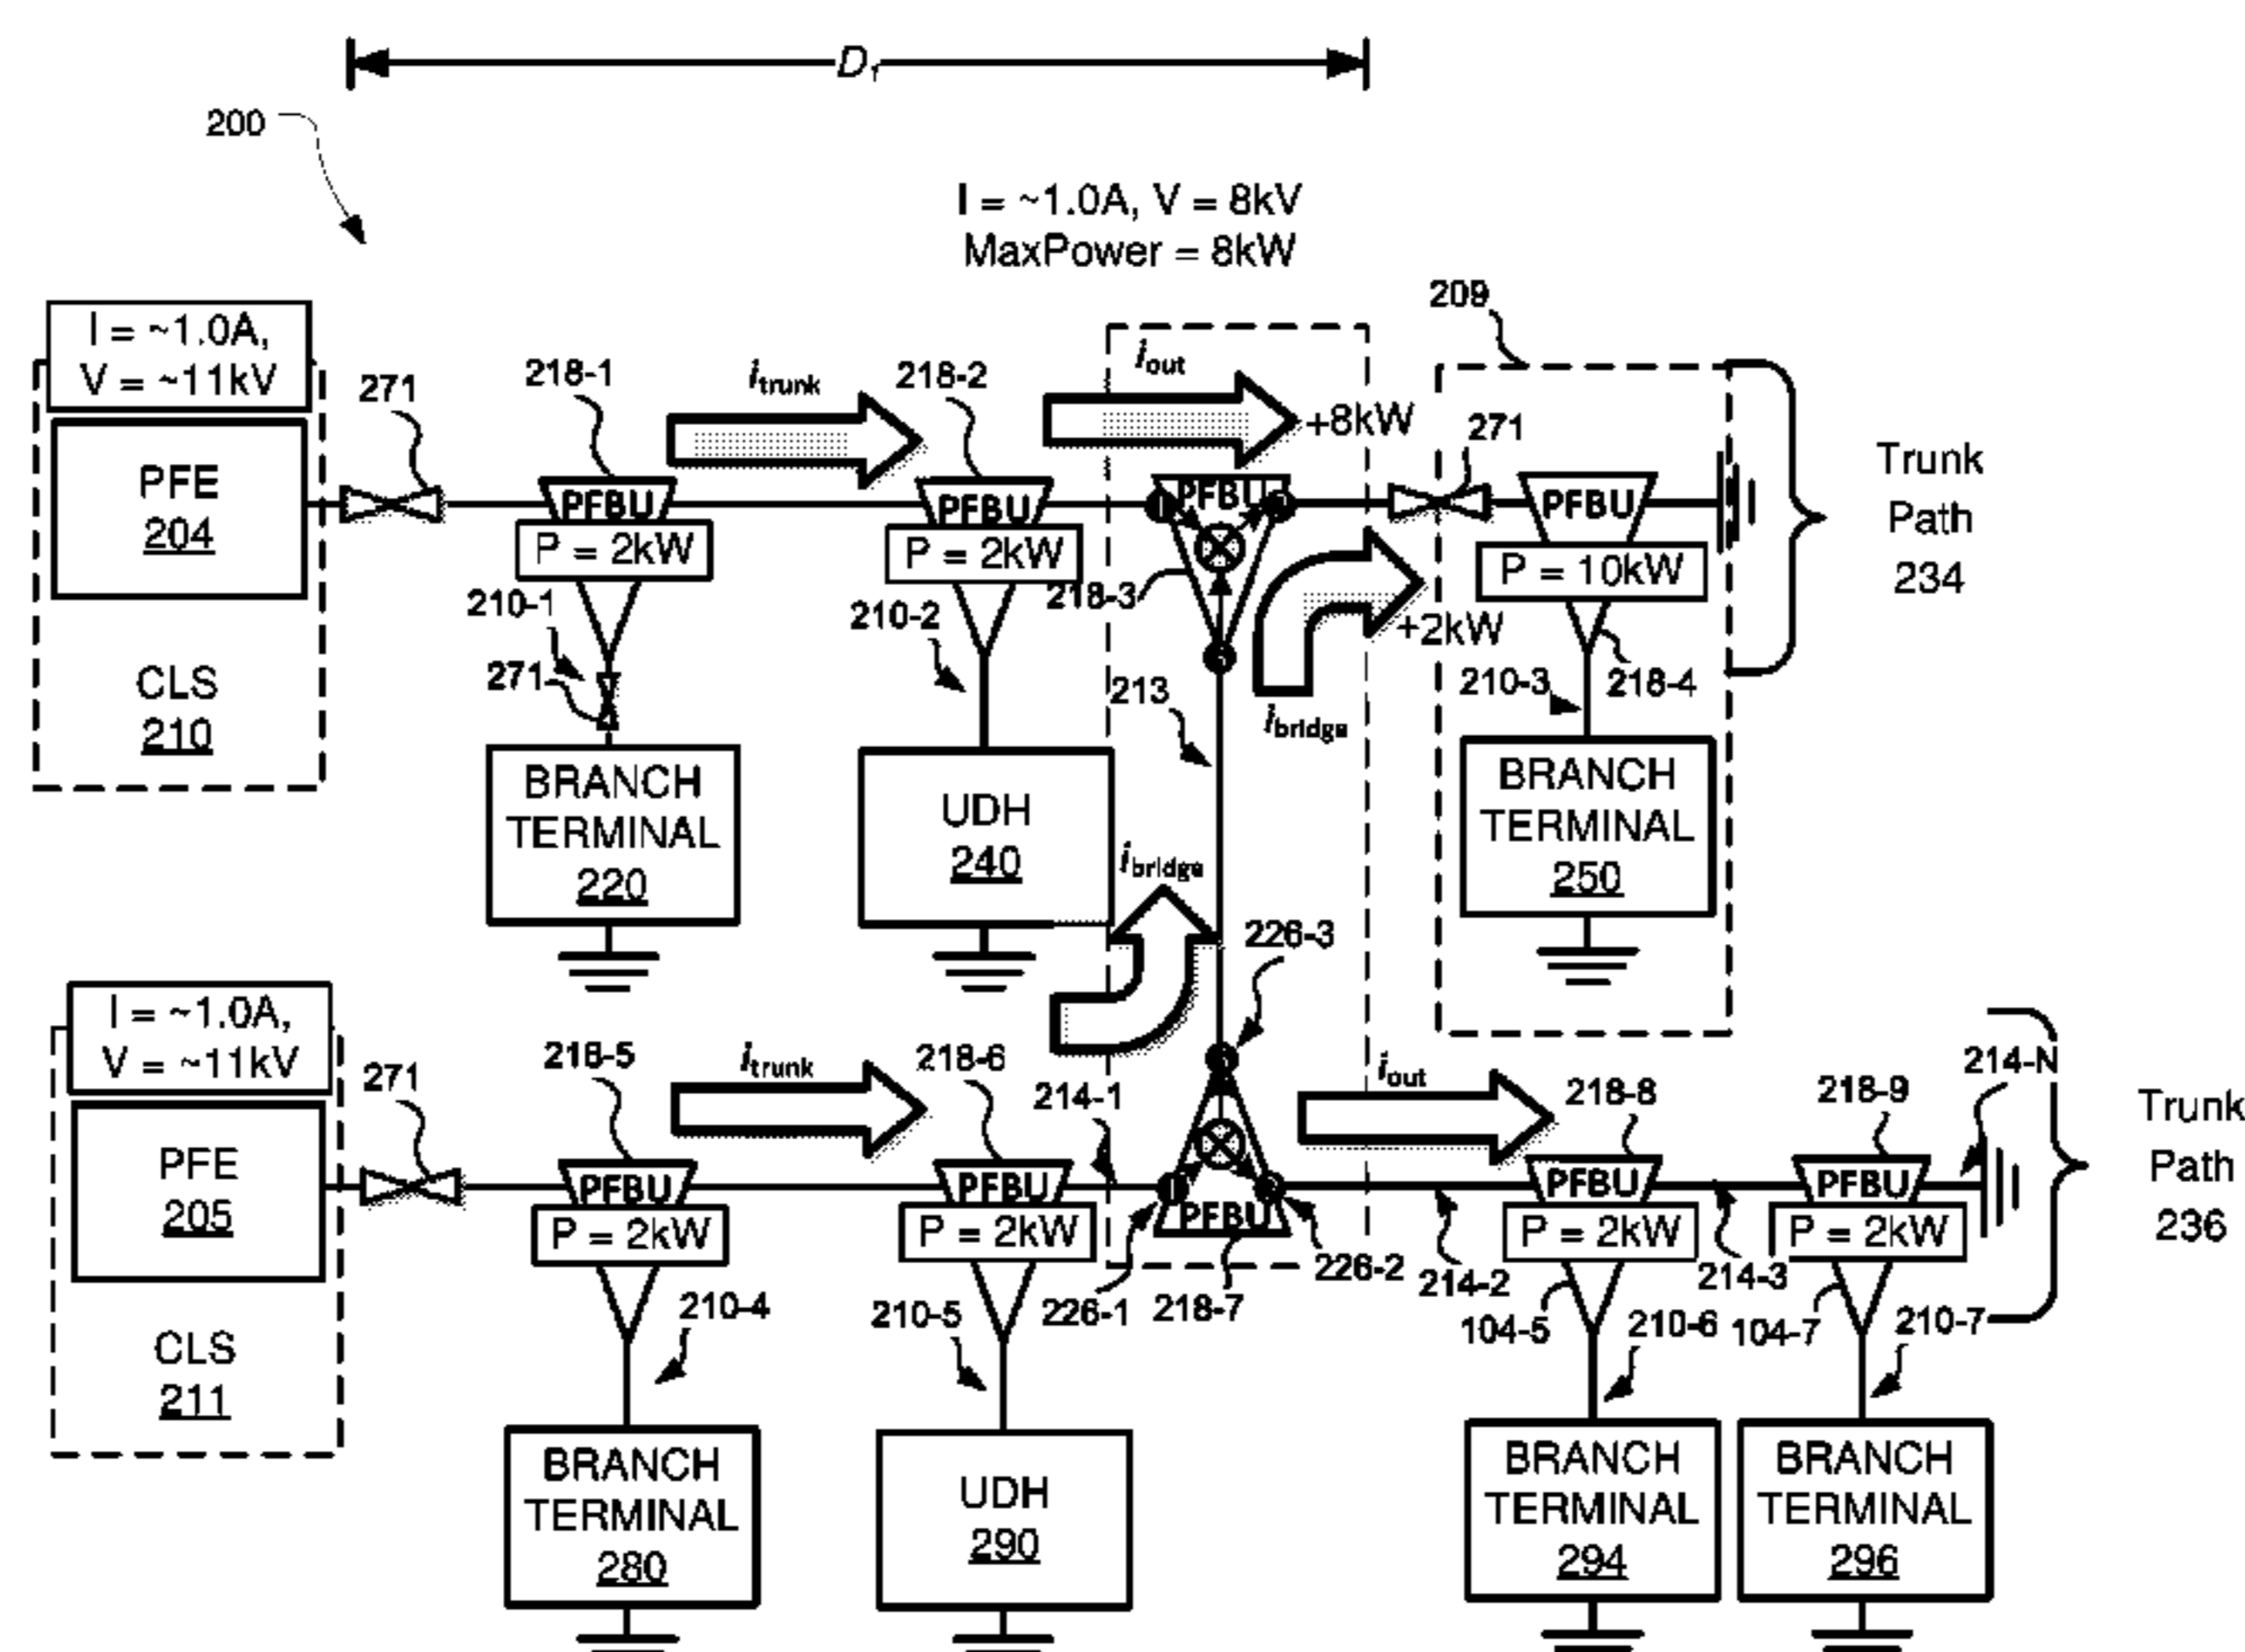 D1
200
I = ~1.0A, V = 8kV
MaxPower = 8kW
209
I = ~1.0A,
V = ~11kV
271
218-1
itrunk
218-2
iout
+8kW
271
PFE
204
PFBU
PFBU
PFBU
PFBU
Trunk
Path
234
P = 2kW
P = 2kW
P = 10kW
210-1
271
210-2
218-3
+2kW
CLS
210
213
ibridge
210-3
218-4
BRANCH
TERMINAL
220
UDH
240
BRANCH
TERMINAL
250
ibridge
226-3
I = ~1.0A,
V = ~11kV
271
218-5
itrunk
218-6
214-1
iout
218-8
218-9
214-N
PFE
205
PFBU
PFBU
PFBU
PFBU
PFBU
Trunk
Path
236
P = 2kW
P = 2kW
P = 2kW
P = 2kW
210-4
210-5
226-1
218-7
226-2
214-2
214-3
104-5
210-6
104-7
210-7
CLS
211
BRANCH
TERMINAL
280
UDH
290
BRANCH
TERMINAL
294
BRANCH
TERMINAL
296